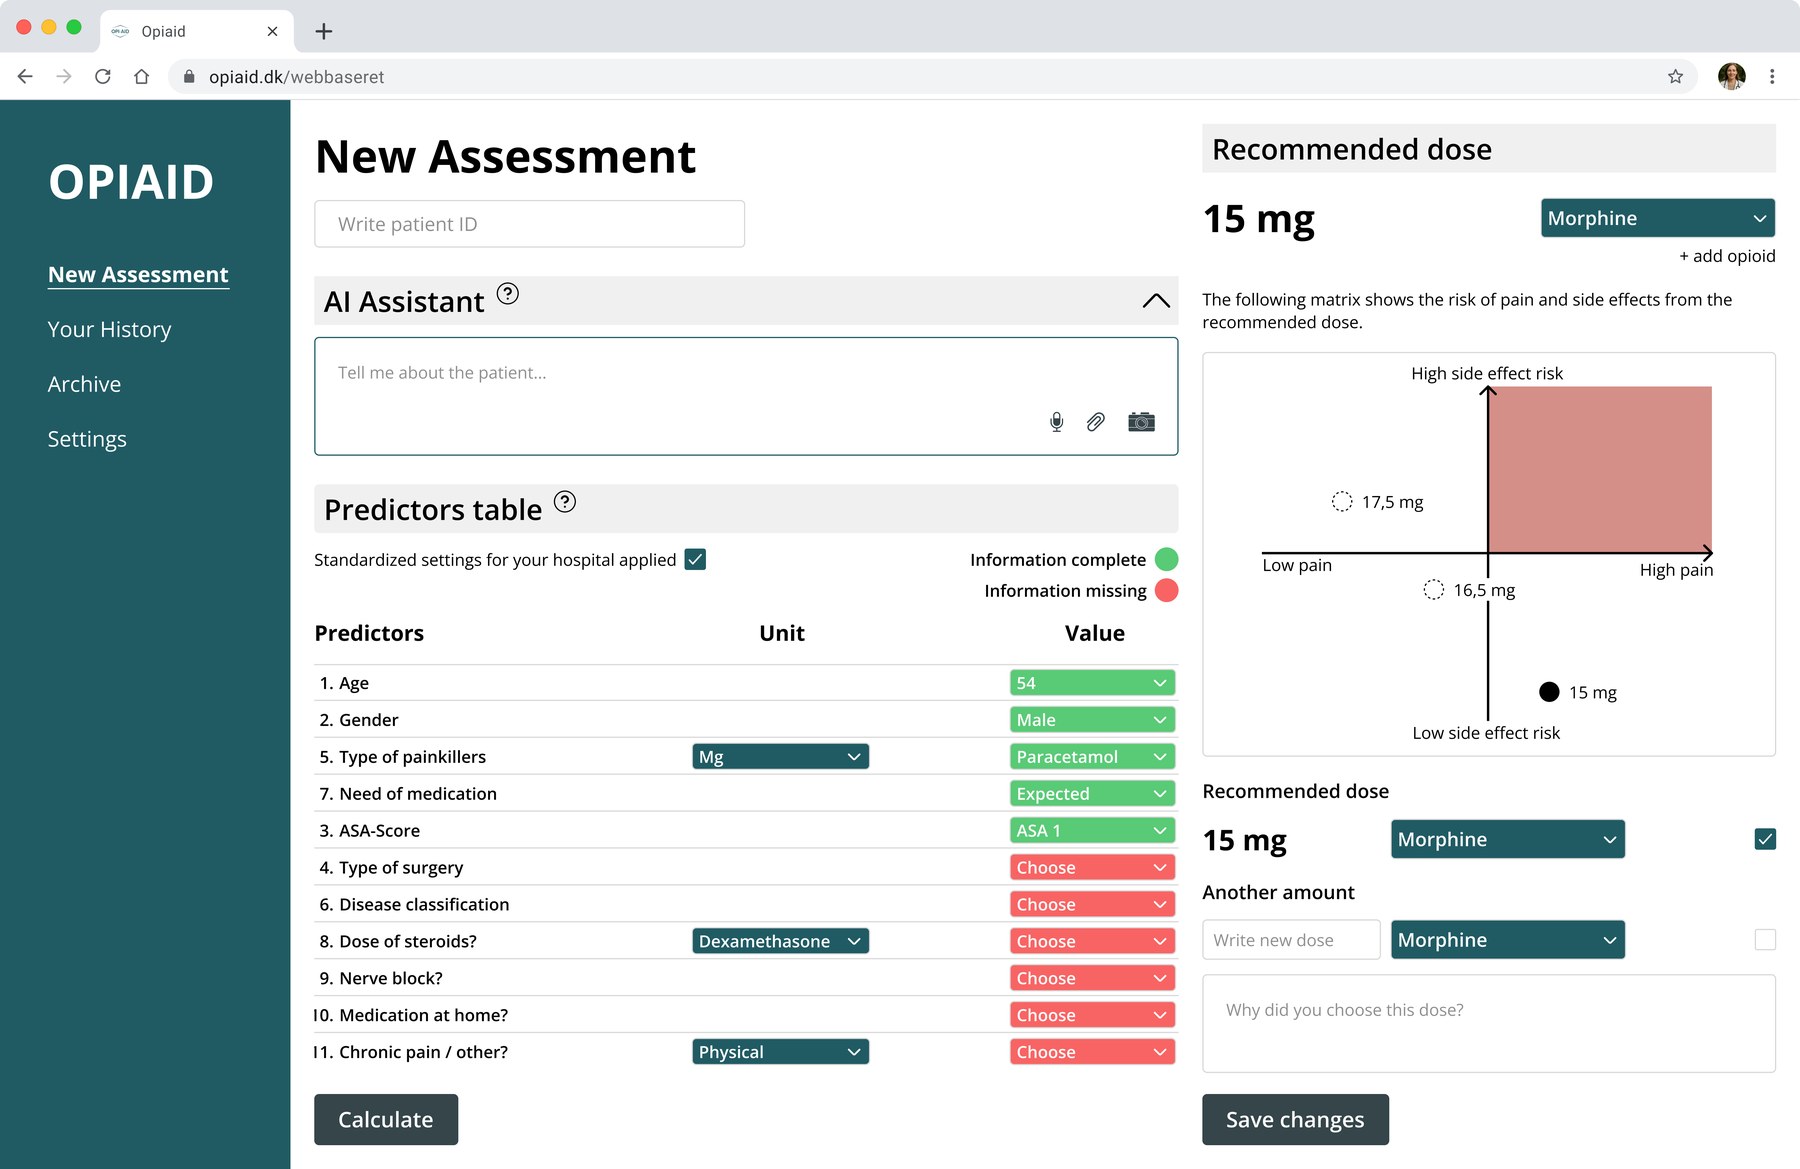 Opiaid
opiaid.dk/webbaseret
OPIAID
New Assessment
Your History
Archive
Settings
New Assessment
Write patient ID
AI Assistant ?
Tell me about the patient...
Predictors table ?
Standardized settings for your hospital applied
Information complete
Information missing
Predictors Unit Value
1. Age 54
2. Gender Male
5. Type of painkillers Mg Paracetamol
7. Need of medication Expected
3. ASA-Score ASA 1
4. Type of surgery Choose
6. Disease classification Choose
8. Dose of steroids? Dexamethasone Choose
9. Nerve block? Choose
10. Medication at home? Choose
11. Chronic pain / other? Physical Choose
Calculate
Recommended dose
15 mg Morphine
+ add opioid
The following matrix shows the risk of pain and side effects from the
recommended dose.
High side effect risk
17,5 mg
Low pain
High pain
16,5 mg
15 mg
Low side effect risk
Recommended dose
15 mg Morphine
Another amount
Write new dose Morphine
Why did you choose this dose?
Save changes